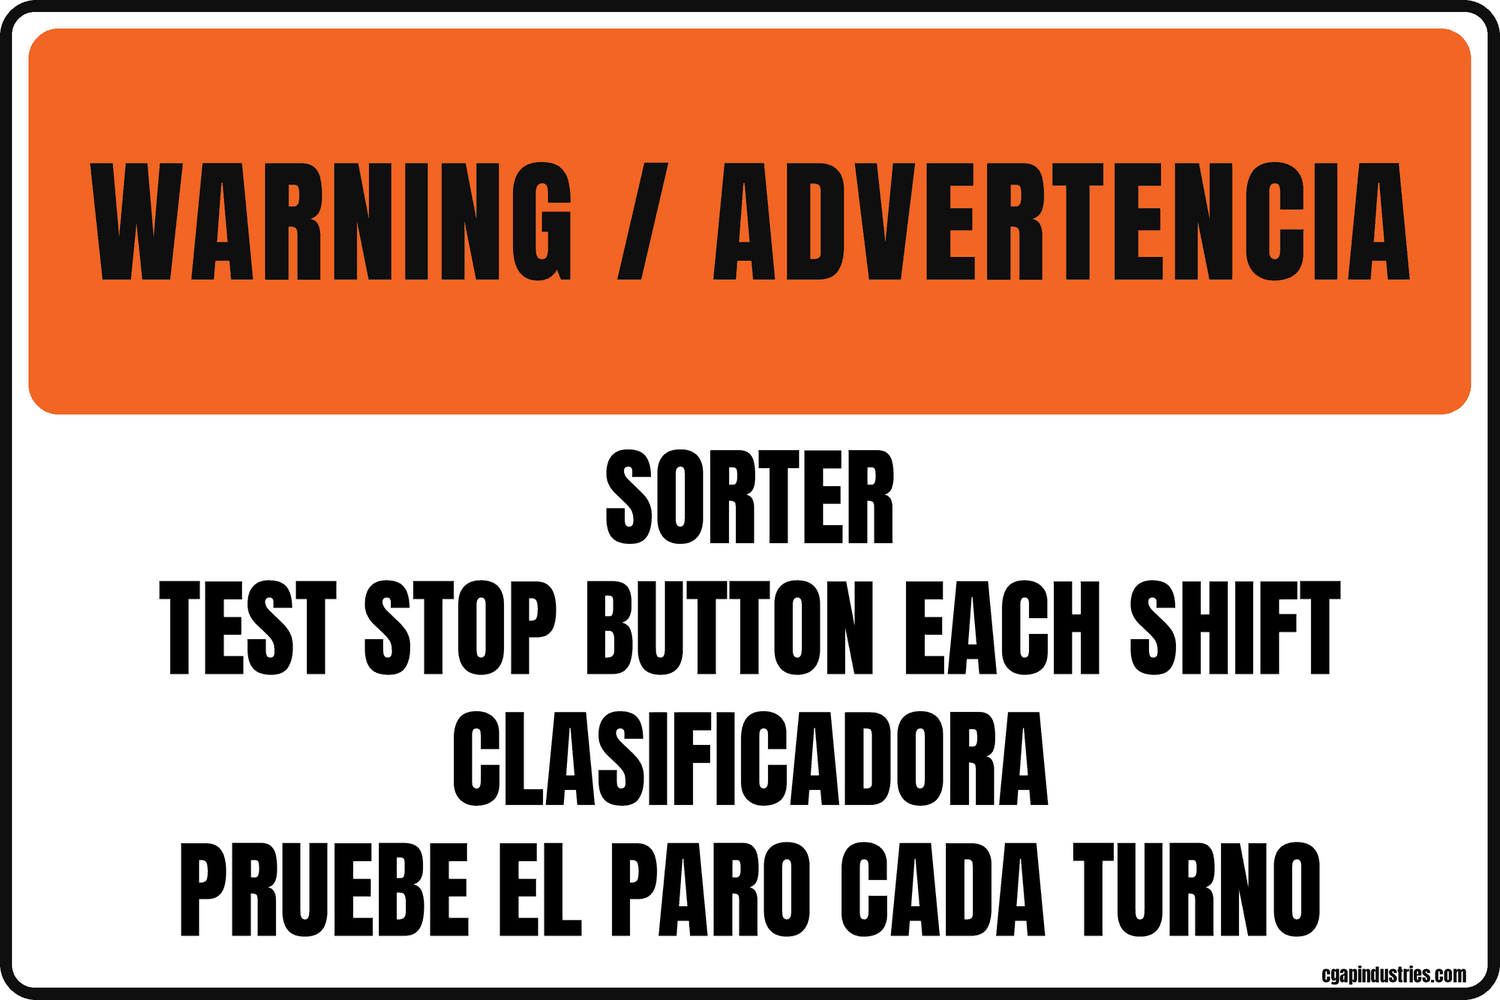 WARNING / ADVERTENCIA
SORTER
TEST STOP BUTTON EACH SHIFT
CLASIFICADORA
PRUEBE EL PARO CADA TURNO
cgapindustries.com